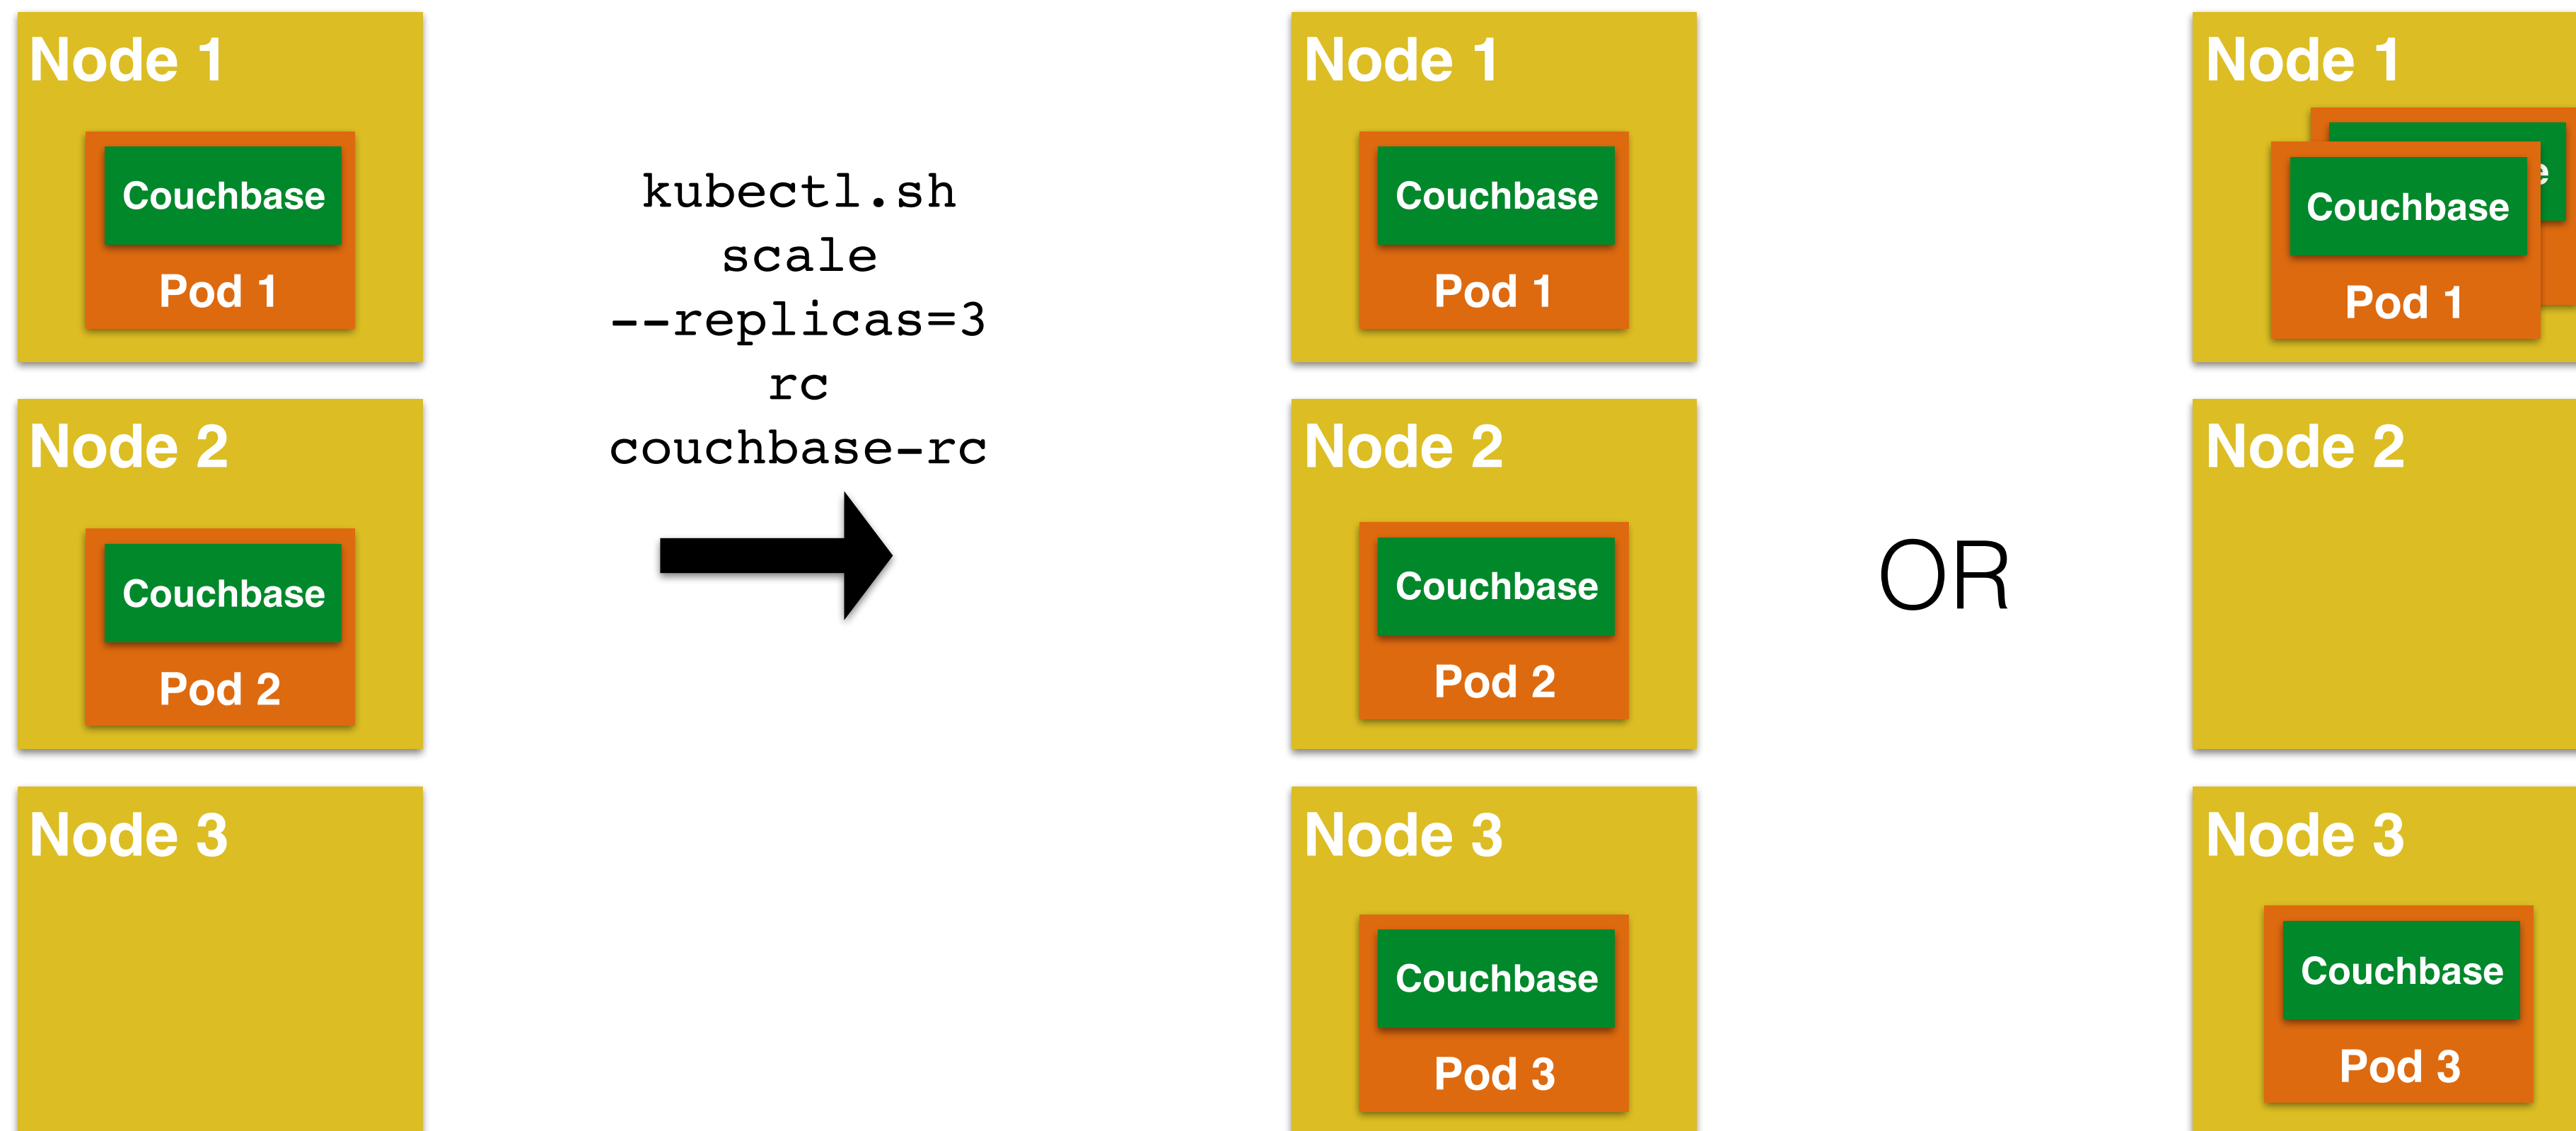 Node 1
Couchbase
Pod 1
Node 2
Couchbase
Pod 2
Node 3
kubectl.sh
scale
--replicas=3
rc
couchbase-rc
Node 1
Couchbase
Pod 1
Node 2
Couchbase
Pod 2
Node 3
Couchbase
Pod 3
OR
Node 1
Couchbase
Pod 1
Node 2
Node 3
Couchbase
Pod 3